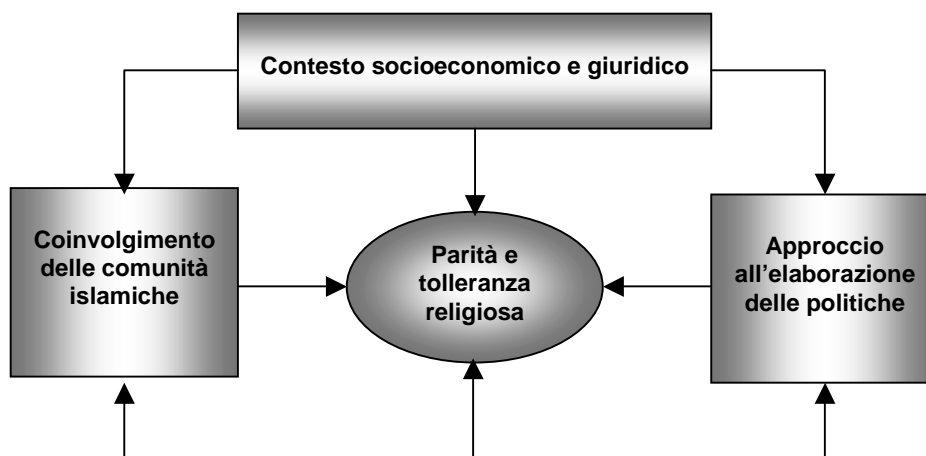 Contesto socioeconomico e giuridico
Coinvolgimento
delle comunità
islamiche
Parità e
tolleranza
religiosa
Approccio
all’elaborazione
delle politiche